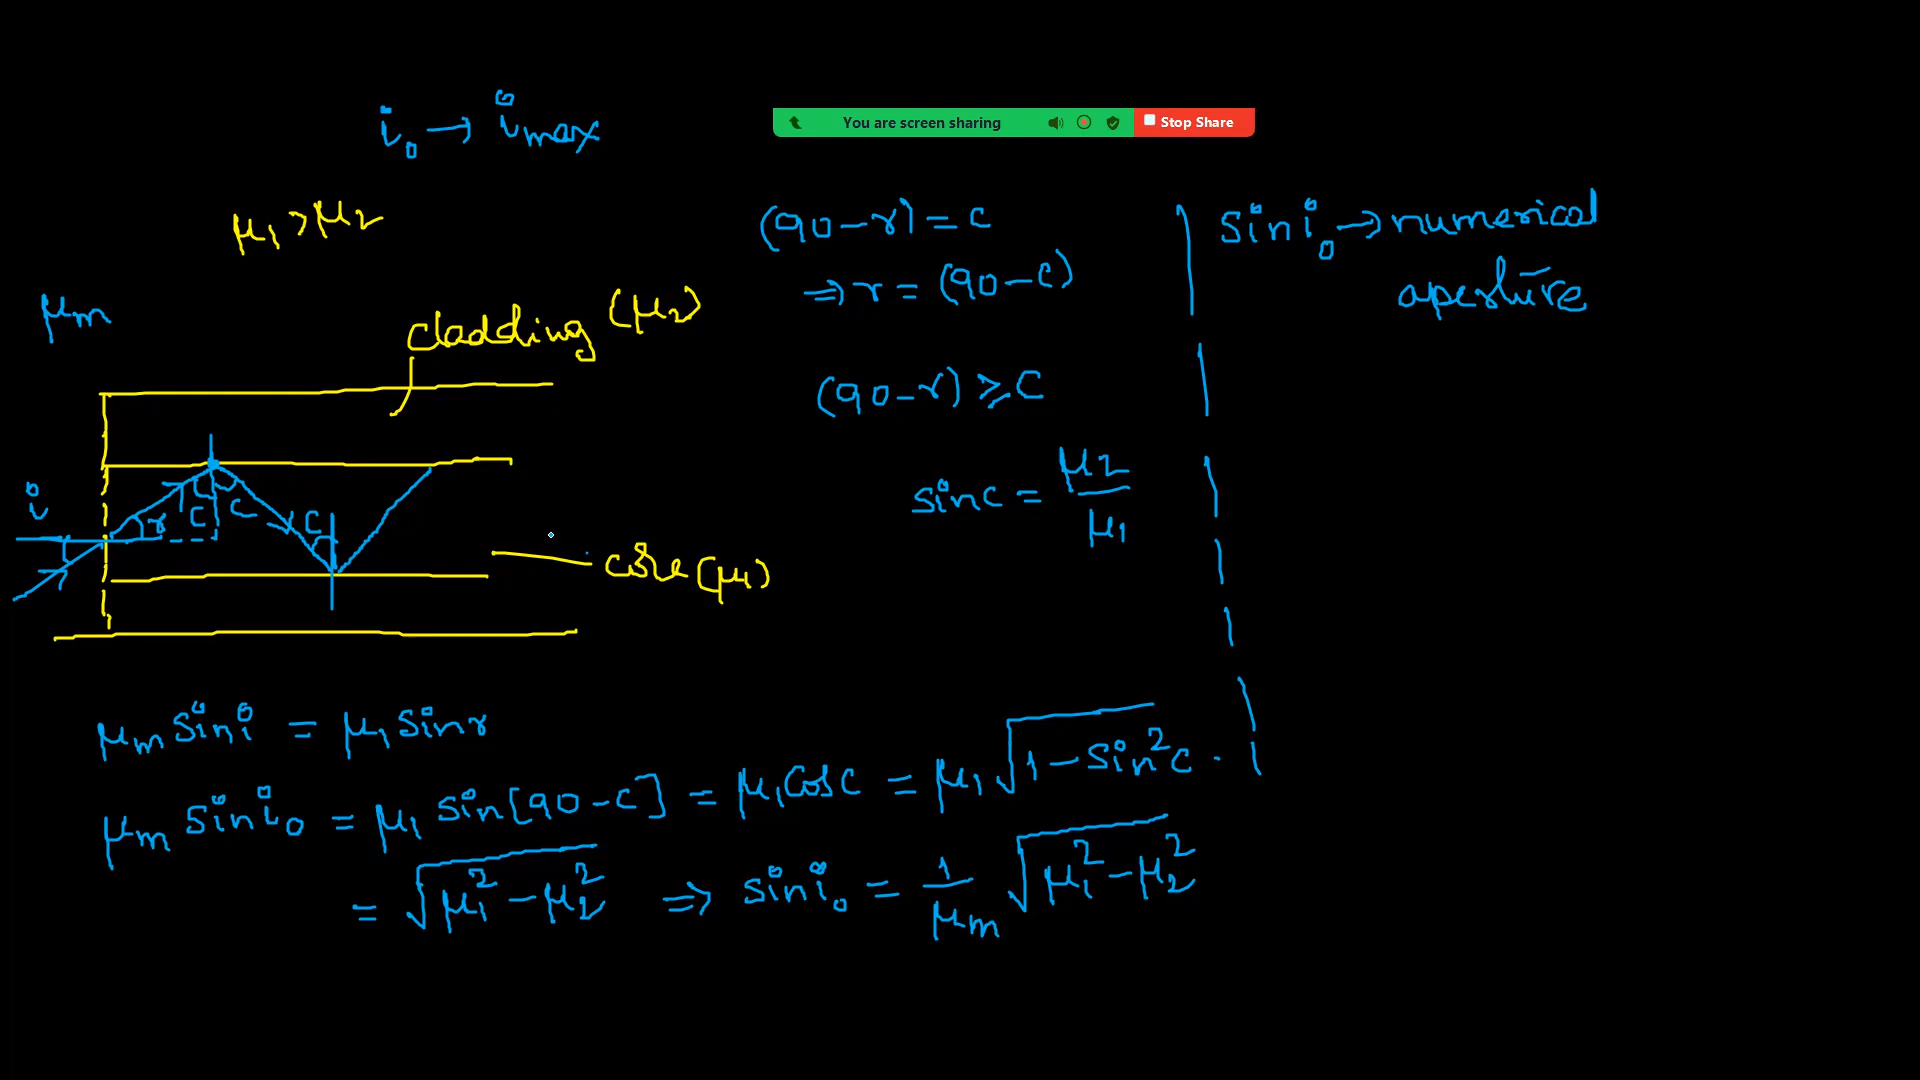 i₀ → imax
You are screen sharing
Stop Share
μ₁ > μ₂
μm
cladding (μ₂)
i
r
C
C
C
core (μ₁)
(90 – r) = c
⇒ r = (90 – c)
(90 – r) ≥ C
sinc = μ₂/μ₁
sin i₀ → numerical
aperture
μm sin i = μ₁ sin r
μm sin i₀ = μ₁ sin[90 – c] = μ₁ cos c = μ₁ √(1 – sin²c) .
= √(μ₁² – μ₂²) ⇒ sin i₀ = 1/μm √(μ₁² – μ₂²)